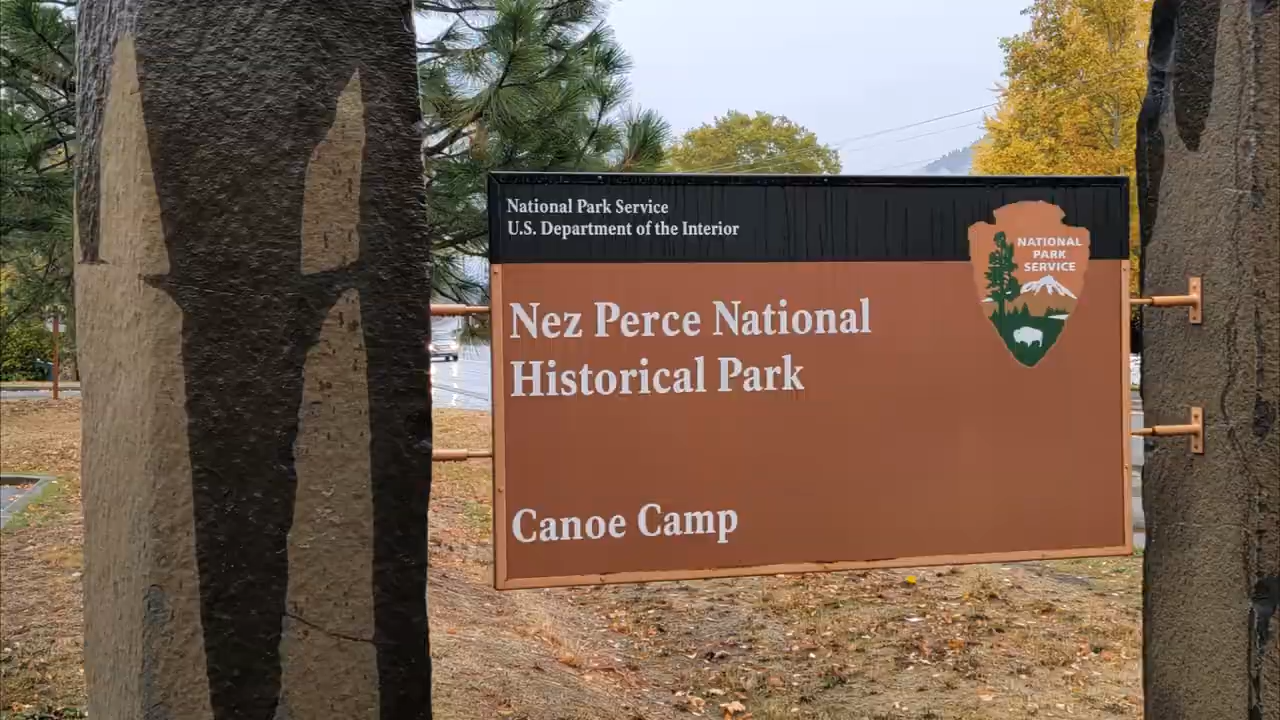 National Park Service
U.S. Department of the Interior
NATIONAL
PARK
SERVICE
Nez Perce National
Historical Park
Canoe Camp